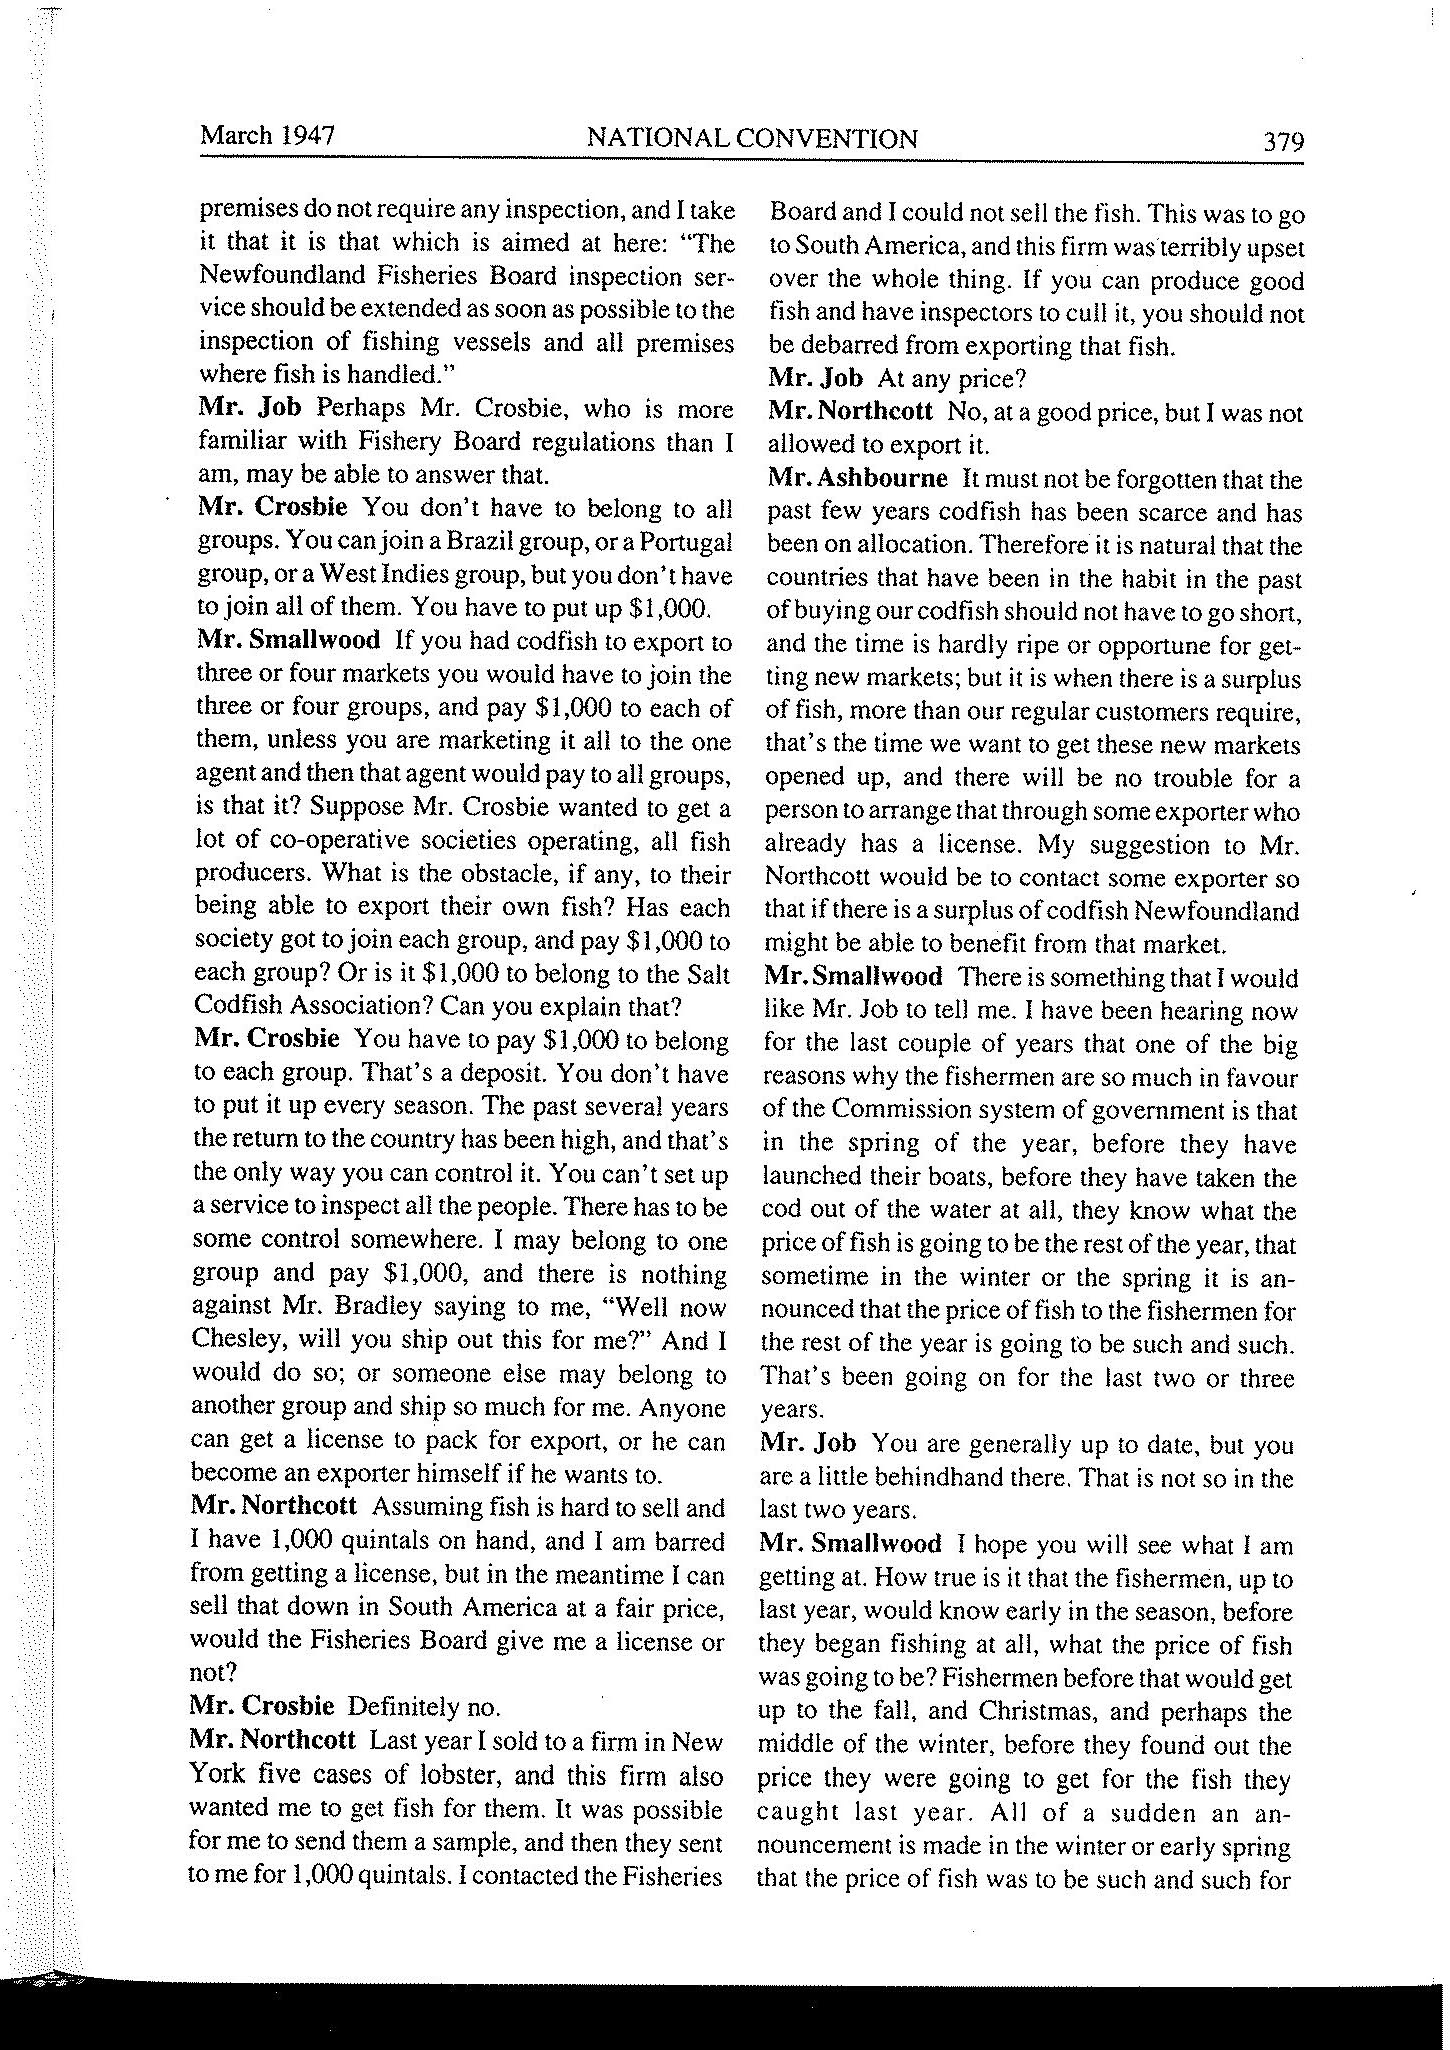 March 1947
NATIONAL CONVENTION
379
premises do not require any inspection, and I take
it that it is that which is aimed at here: “The
Newfoundland Fisheries Board inspection ser-
vice should be extended as soon as possible to the
inspection of fishing vessels and all premises
where fish is handled.”
Mr. Job Perhaps Mr. Crosbie, who is more
familiar with Fishery Board regulations than I
am, may be able to answer that.
Mr. Crosbie You don't have to belong to all
groups. You can join a Brazil group, or a Portugal
group, or a West Indies group, but you don't have
to join all of them. You have to put up $1,000.
Mr. Smallwood If you had codfish to export to
three or four markets you would have to join the
three or four groups, and pay $1,000 to each of
them, unless you are marketing it all to the one
agent and then that agent would pay to all groups,
is that it? Suppose Mr. Crosbie wanted to get a
lot of co-operative societies operating, all fish
producers. What is the obstacle, if any, to their
being able to export their own fish? Has each
society got to join each group, and pay $1,000 to
each group? Or is it $1,000 to belong to the Salt
Codfish Association? Can you explain that?
Mr. Crosbie You have to pay $1,000 to belong
to each group. That's a deposit. You don't have
to put it up every season. The past several years
the return to the country has been high, and that's
the only way you can control it. You can't set up
a service to inspect all the people. There has to be
some control somewhere. I may belong to one
group and pay $1,000, and there is nothing
against Mr. Bradley saying to me, “Well now
Chesley, will you ship out this for me?” And I
would do so; or someone else may belong to
another group and ship so much for me. Anyone
can get a license to pack for export, or he can
become an exporter himself if he wants to.
Mr. Northcott Assuming fish is hard to sell and
I have 1,000 quintals on hand, and I am barred
from getting a license, but in the meantime I can
sell that down in South America at a fair price,
would the Fisheries Board give me a license or
not?
Mr. Crosbie Definitely no.
Mr. Northcott Last year I sold to a firm in New
York five cases of lobster, and this firm also
wanted me to get fish for them. It was possible
for me to send them a sample, and then they sent
to me for 1,000 quintals. I contacted the Fisheries
Board and I could not sell the fish. This was to go
to South America, and this firm was terribly upset
over the whole thing. If you can produce good
fish and have inspectors to cull it, you should not
be debarred from exporting that fish.
Mr. Job At any price?
Mr. Northcott No, at a good price, but I was not
allowed to export it.
Mr. Ashbourne It must not be forgotten that the
past few years codfish has been scarce and has
been on allocation. Therefore it is natural that the
countries that have been in the habit in the past
of buying our codfish should not have to go short,
and the time is hardly ripe or opportune for get-
ting new markets; but it is when there is a surplus
of fish, more than our regular customers require,
that's the time we want to get these new markets
opened up, and there will be no trouble for a
person to arrange that through some exporter who
already has a license. My suggestion to Mr.
Northcott would be to contact some exporter so
that if there is a surplus of codfish Newfoundland
might be able to benefit from that market.
Mr. Smallwood There is something that I would
like Mr. Job to tell me. I have been hearing now
for the last couple of years that one of the big
reasons why the fishermen are so much in favour
of the Commission system of government is that
in the spring of the year, before they have
launched their boats, before they have taken the
cod out of the water at all, they know what the
price of fish is going to be the rest of the year, that
sometime in the winter or the spring it is an-
nounced that the price of fish to the fishermen for
the rest of the year is going to be such and such.
That's been going on for the last two or three
years.
Mr. Job You are generally up to date, but you
are a little behindhand there. That is not so in the
last two years.
Mr. Smallwood I hope you will see what I am
getting at. How true is it that the fishermen, up to
last year, would know early in the season, before
they began fishing at all, what the price of fish
was going to be? Fishermen before that would get
up to the fall, and Christmas, and perhaps the
middle of the winter, before they found out the
price they were going to get for the fish they
caught last year. All of a sudden an an-
nouncement is made in the winter or early spring
that the price of fish was to be such and such for